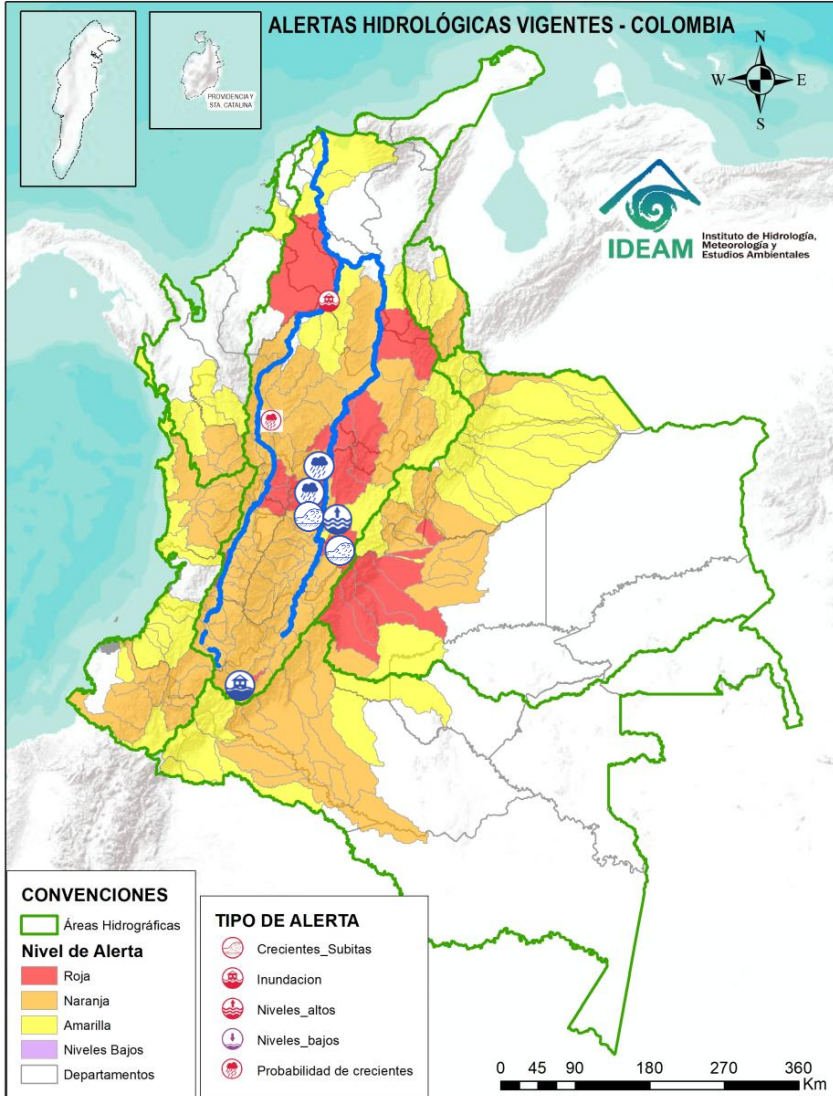 ALERTAS HIDROLÓGICAS VIGENTES - COLOMBIA
PROVIDENCIA Y
STA. CATALINA
N
W
E
S
IDEAM
Instituto de Hidrología,
Meteorología y
Estudios Ambientales
CONVENCIONES
Áreas Hidrográficas
Nivel de Alerta
Roja
Naranja
Amarilla
Niveles Bajos
Departamentos
TIPO DE ALERTA
Crecientes_Subitas
Inundacion
Niveles_altos
Niveles_bajos
Probabilidad de crecientes
0 45 90 180 270 360
Km